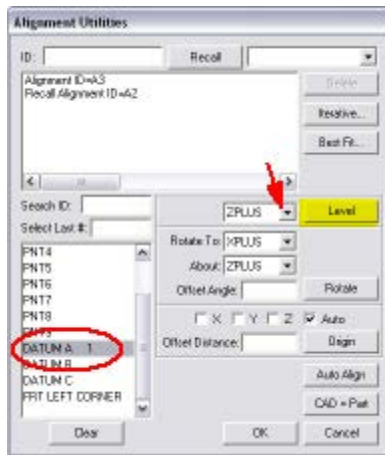 Alignment Utilities
ID: Recall
Alignment ID=A3 Delete
Recall Alignment ID=A2
Iterative...
Best Fit...
Search ID:
Select Last #:
ZPLUS Level
Rotate To: XPLUS
About: ZPLUS
Offset Angle: Rotate
X Y Z Auto
Offset Distance: Origin
Auto Align
CAD = Part
PNT4
PNT5
PNT6
PNT7
PNT8
PNT9
DATUM A 1
DATUM B
DATUM C
FRT LEFT CORNER
Clear OK Cancel